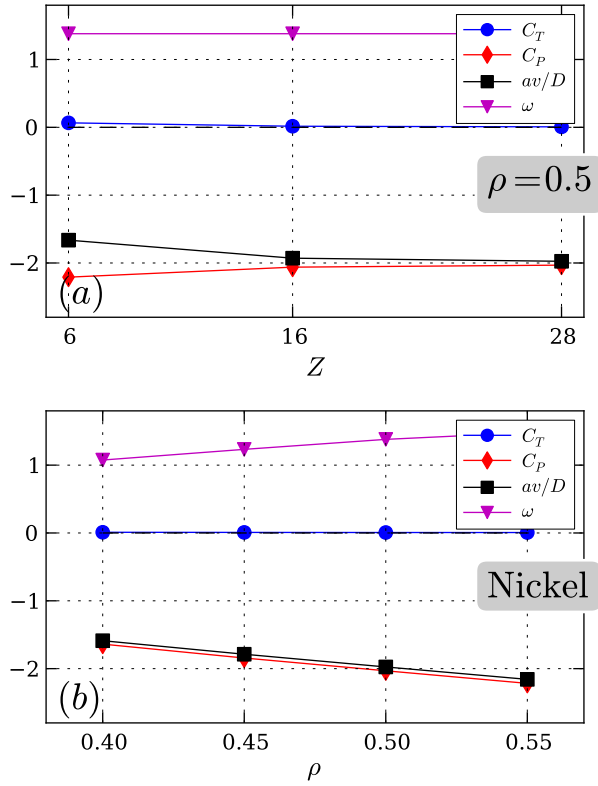 1
0
−1
−2
C_T
C_P
av/D
ω
ρ=0.5
(a)
6 16 28
Z
1
0
−1
−2
C_T
C_P
av/D
ω
Nickel
(b)
0.40 0.45 0.50 0.55
ρ